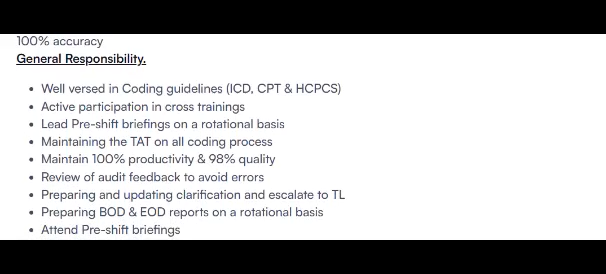 100% accuracy
General Responsibility.
• Well versed in Coding guidelines (ICD, CPT & HCPCS)
• Active participation in cross trainings
• Lead Pre-shift briefings on a rotational basis
• Maintaining the TAT on all coding process
• Maintain 100% productivity & 98% quality
• Review of audit feedback to avoid errors
• Preparing and updating clarification and escalate to TL
• Preparing BOD & EOD reports on a rotational basis
• Attend Pre-shift briefings